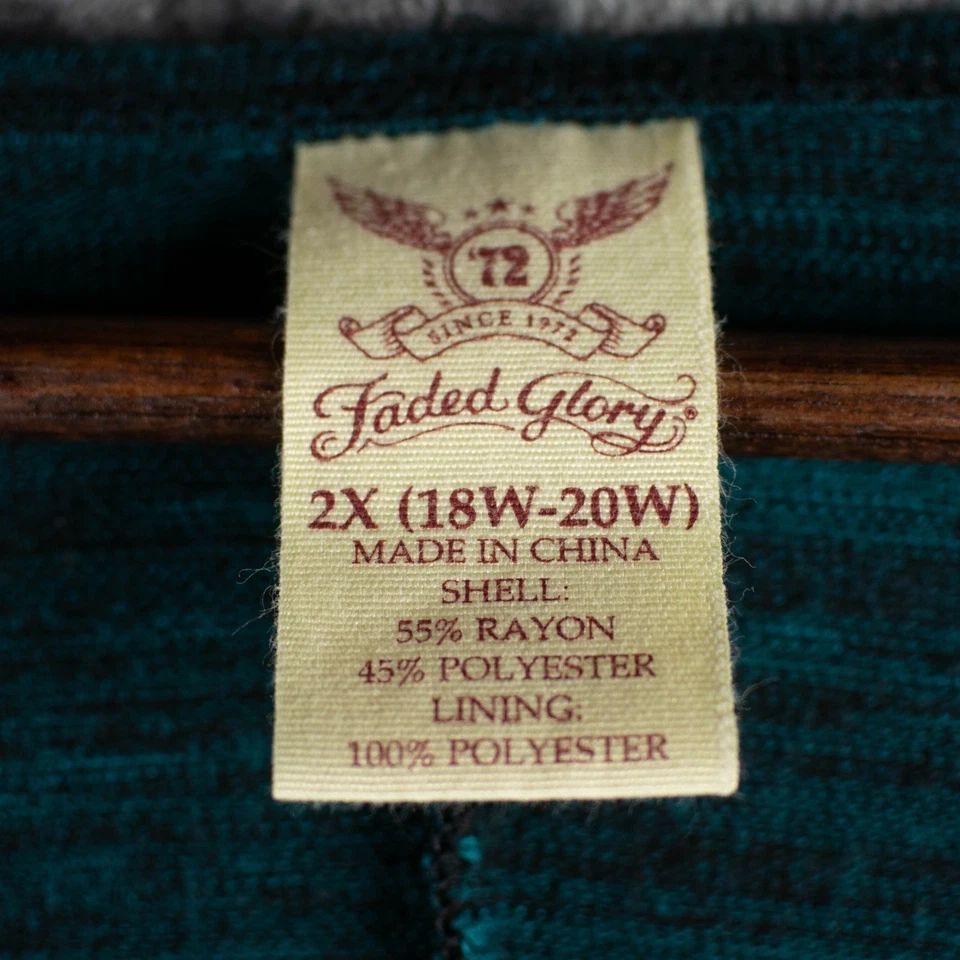 '72
SINCE 1972
Faded Glory®
2X (18W-20W)
MADE IN CHINA
SHELL:
55% RAYON
45% POLYESTER
LINING:
100% POLYESTER